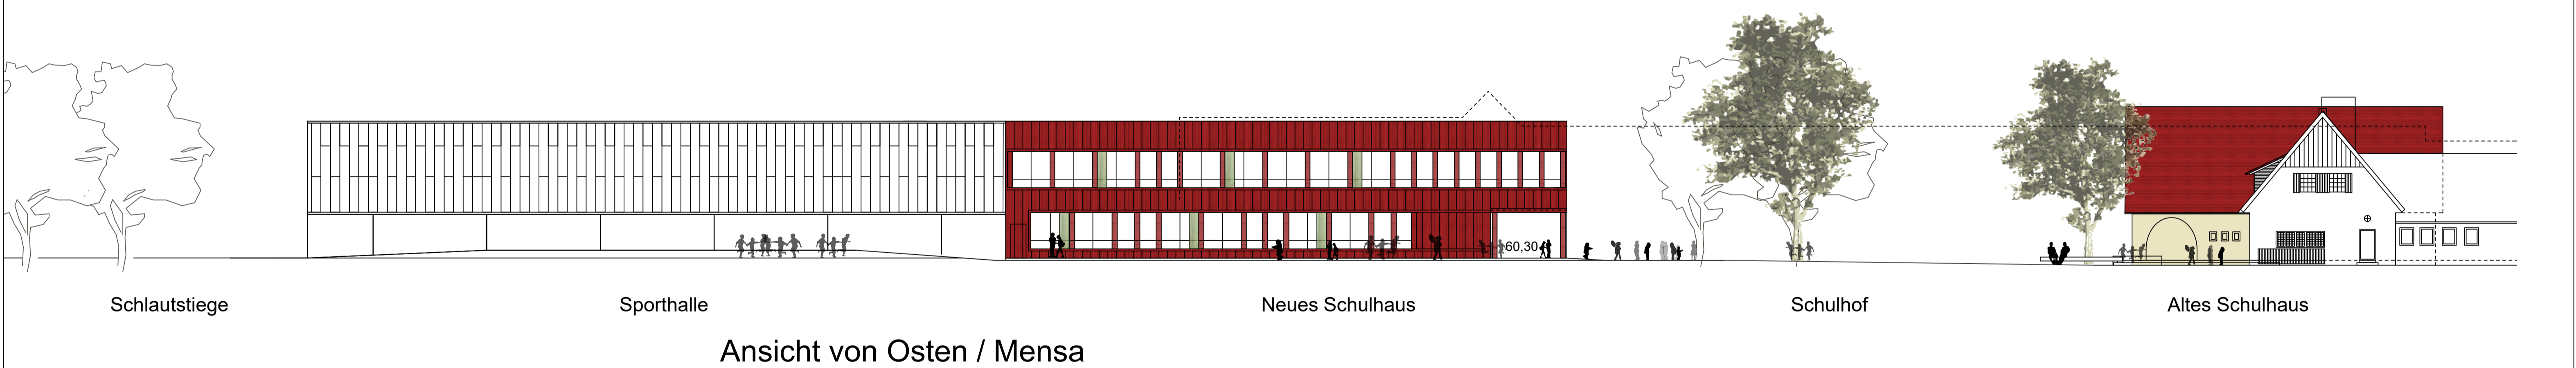 60,30
Schlautstiege
Sporthalle
Neues Schulhaus
Schulhof
Altes Schulhaus
Ansicht von Osten / Mensa